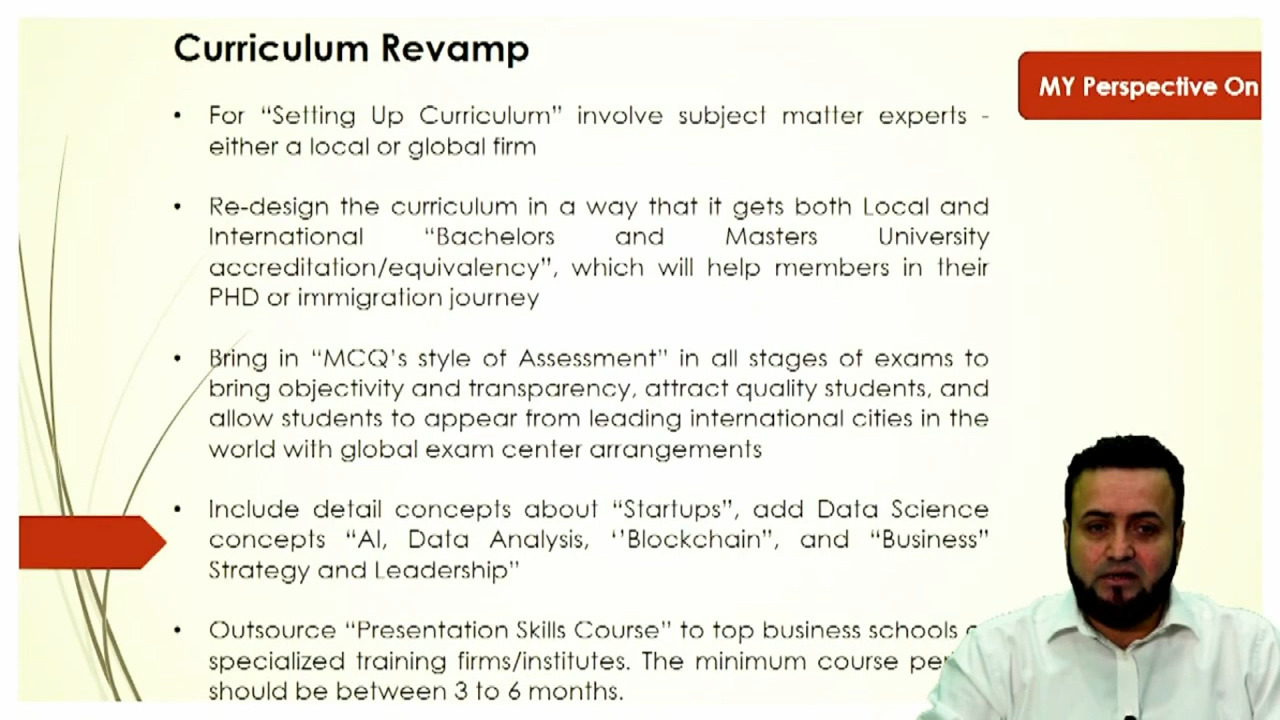 Curriculum Revamp
MY Perspective On
• For “Setting Up Curriculum” involve subject matter experts -
either a local or global firm
• Re-design the curriculum in a way that it gets both Local and
International “Bachelors and Masters University
accreditation/equivalency”, which will help members in their
PHD or immigration journey
• Bring in “MCQ’s style of Assessment” in all stages of exams to
bring objectivity and transparency, attract quality students, and
allow students to appear from leading international cities in the
world with global exam center arrangements
• Include detail concepts about “Startups”, add Data Science
concepts “AI, Data Analysis, ‘’Blockchain”, and “Business”
Strategy and Leadership”
• Outsource “Presentation Skills Course” to top business schools
specialized training firms/institutes. The minimum course
should be between 3 to 6 months.